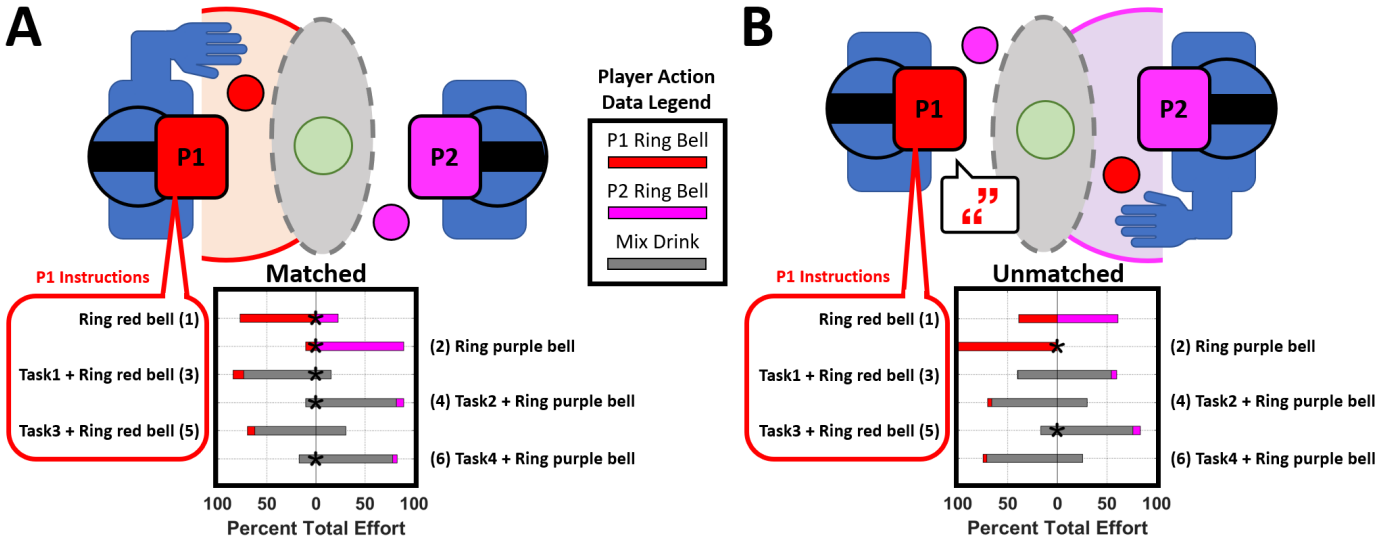 A
P1
P2
P1 Instructions
Matched
Ring red bell (1)
(2) Ring purple bell
Task1 + Ring red bell (3)
(4) Task2 + Ring purple bell
Task3 + Ring red bell (5)
(6) Task4 + Ring purple bell
100 50 0 50 100
Percent Total Effort
Player Action
Data Legend
P1 Ring Bell
P2 Ring Bell
Mix Drink
B
P1
P2
”
“
P1 Instructions
Unmatched
Ring red bell (1)
(2) Ring purple bell
Task1 + Ring red bell (3)
(4) Task2 + Ring purple bell
Task3 + Ring red bell (5)
(6) Task4 + Ring purple bell
100 50 0 50 100
Percent Total Effort